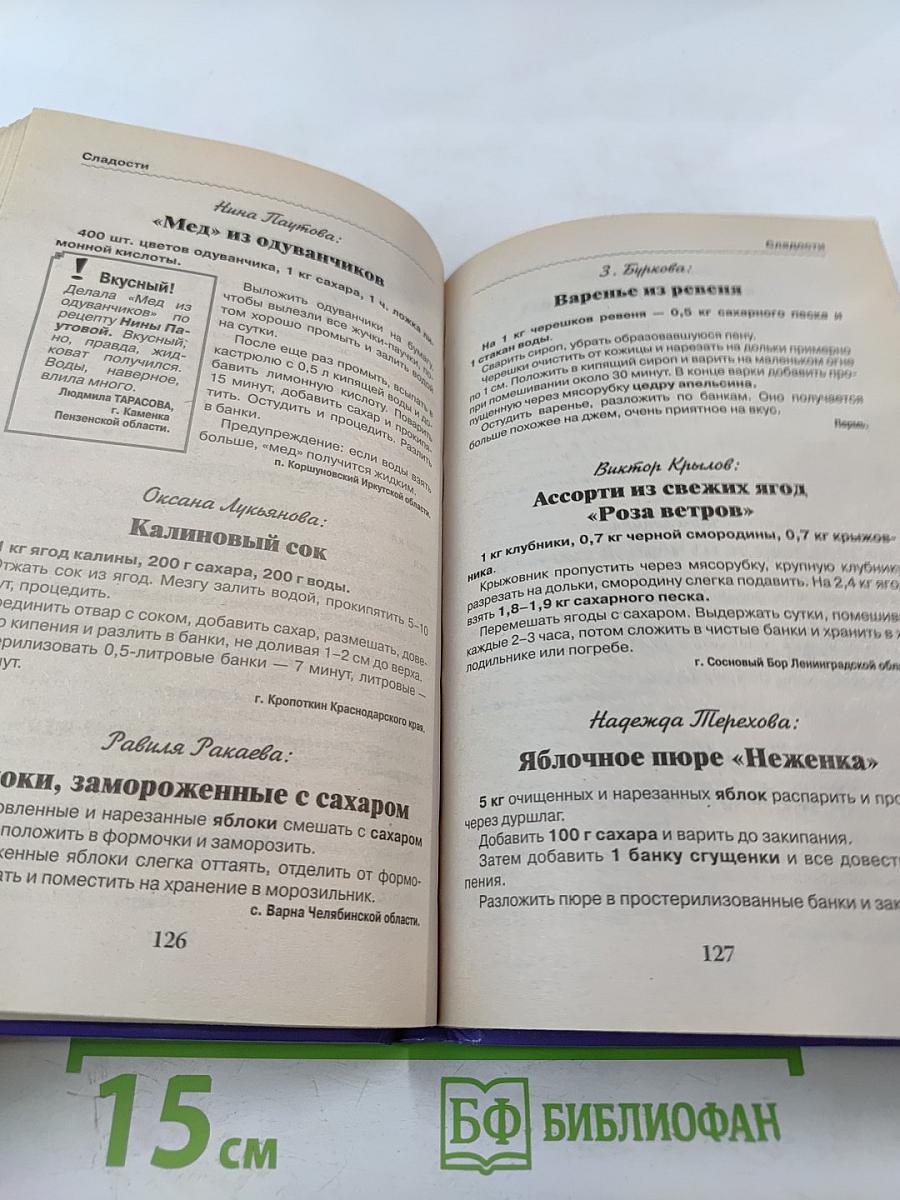 Сладости
Нина Паутова:
«Мед» из одуванчиков
400 шт. цветов одуванчика, 1 кг сахара, 1 ч. ложка ли-
монной кислоты.
! Вкусный!
Делала «Мед из
одуванчиков» по
рецепту Нины Па-
утовой. Вкусный,
но, правда, жид-
коват получился.
Воды, наверное,
влила много.
Людмила ТАРАСОВА,
г. Каменка
Пензенской области.
Выложить одуванчики на бумагу,
чтобы вылезли все жучки-паучки, по-
том хорошо промыть и залить водой
на сутки.
После еще раз промыть, всыпать в
кастрюлю с 0,5 л кипящей воды и до-
бавить лимонную кислоту. Поварить
15 минут, добавить сахар и прокипя-
тить. Остудить и процедить. Разлить
в банки.
Предупреждение: если воды взять
больше, «мед» получится жидким.
п. Коршуновский Иркутской области.
Оксана Лукьянова:
Калиновый сок
1 кг ягод калины, 200 г сахара, 200 г воды.
Отжать сок из ягод. Мезгу залить водой, прокипятить 5–10
ут, процедить.
единить отвар с соком, добавить сахар, размешать, дове-
о кипения и разлить в банки, не доливая 1–2 см до верха.
ерилизовать 0,5-литровые банки — 7 минут, литровые –
нут.
г. Кропоткин Краснодарского края.
Равиля Ракаева:
оки, замороженные с сахаром
овленные и нарезанные яблоки смешать с сахаром
положить в формочки и заморозить.
женные яблоки слегка оттаять, отделить от формо-
ать и поместить на хранение в морозильник.
с. Варна Челябинской области.
126
Сладости
З. Буркова:
Варенье из ревеня
На 1 кг черешков ревеня — 0,5 кг сахарного песка и
1 стакан воды.
Сварить сироп, убрать образовавшуюся пену.
Черешки очистить от кожицы и нарезать на дольки примерно
по 1 см. Положить в кипящий сироп и варить на маленьком огне
при помешивании около 30 минут. В конце варки добавить про-
пущенную через мясорубку цедру апельсина.
Остудить варенье, разложить по банкам. Оно получается
больше похожее на джем, очень приятное на вкус.
Пермь.
Виктор Крылов:
Ассорти из свежих ягод
«Роза ветров»
1 кг клубники, 0,7 кг черной смородины, 0,7 кг крыжов-
ника.
Крыжовник пропустить через мясорубку, крупную клубник
разрезать на дольки, смородину слегка подавить. На 2,4 кг яго
взять 1,8–1,9 кг сахарного песка.
Перемешать ягоды с сахаром. Выдержать сутки, помешива
каждые 2–3 часа, потом сложить в чистые банки и хранить в х
лодильнике или погребе.
г. Сосновый Бор Ленинградской обла
Надежда Терехова:
Яблочное пюре «Неженка»
5 кг очищенных и нарезанных яблок распарить и про
через дуршлаг.
Добавить 100 г сахара и варить до закипания.
Затем добавить 1 банку сгущенки и все довест
пения.
Разложить пюре в простерилизованные банки и зак
127
15 см
БФ БИБЛИОФАН